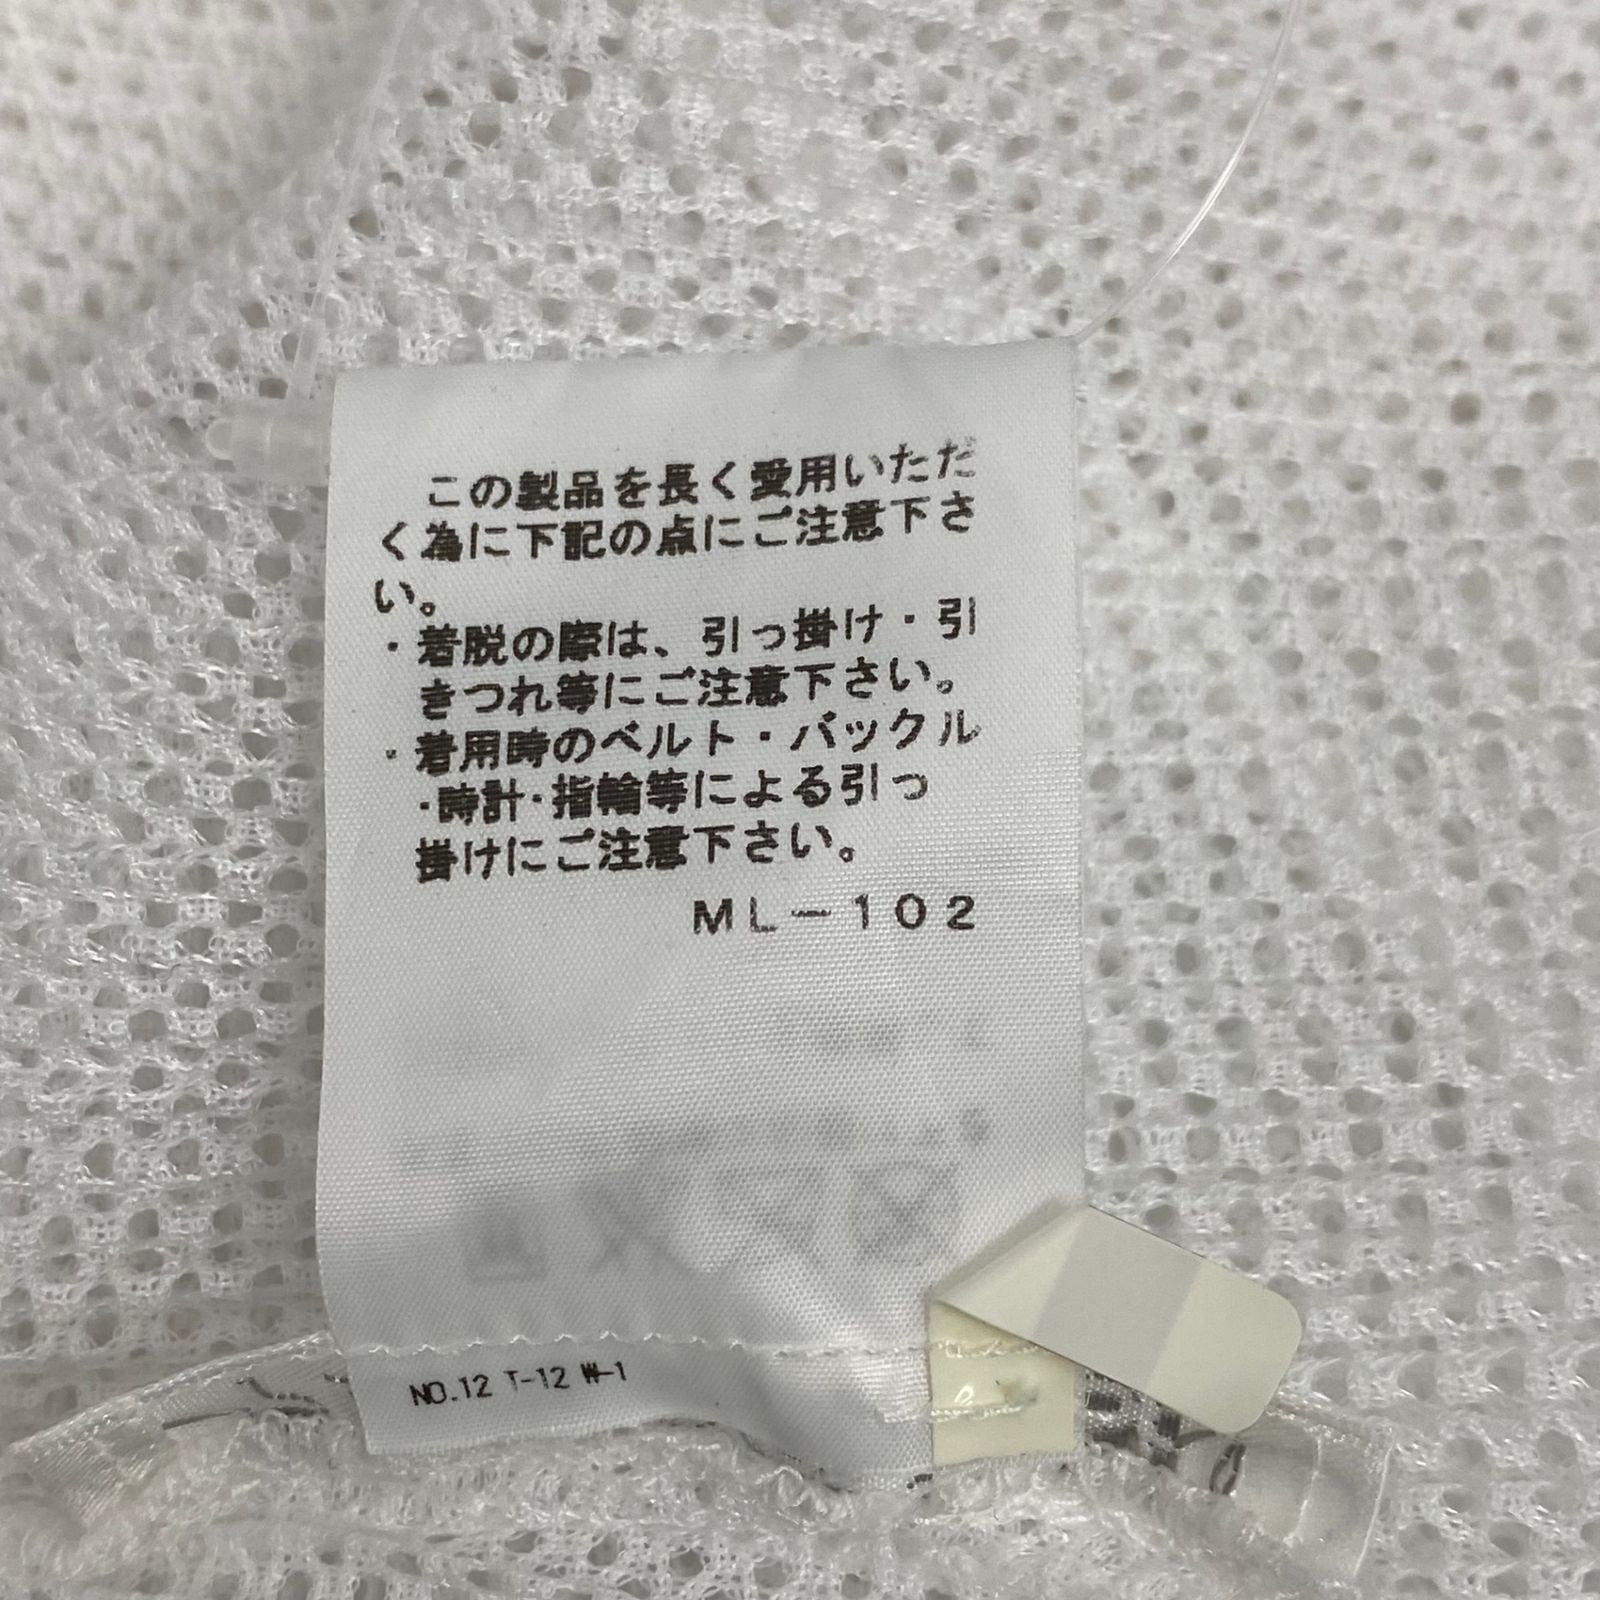 この製品を長く愛用いただ
く為に下記の点にご注意下さ
い。
・着脱の際は、引っ掛け・引
きつれ等にご注意下さい。
・着用時のベルト・バックル
・時計・指輪等による引っ
掛けにご注意下さい。
ML-102
NO.12 T-12 W-1